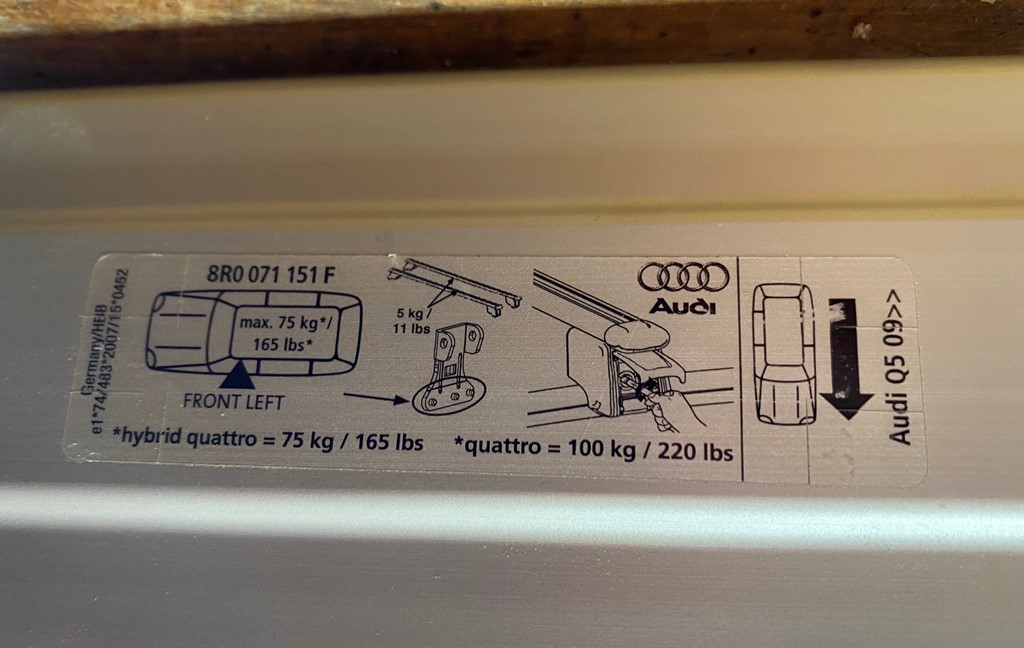 Germany/HEIB
e1*74/483*2007/15*0452
8R0 071 151 F
max. 75 kg*/
165 lbs*
FRONT LEFT
5 kg
11 lbs
Audi
*hybrid quattro = 75 kg / 165 lbs
*quattro = 100 kg / 220 lbs
Audi Q5 09>>